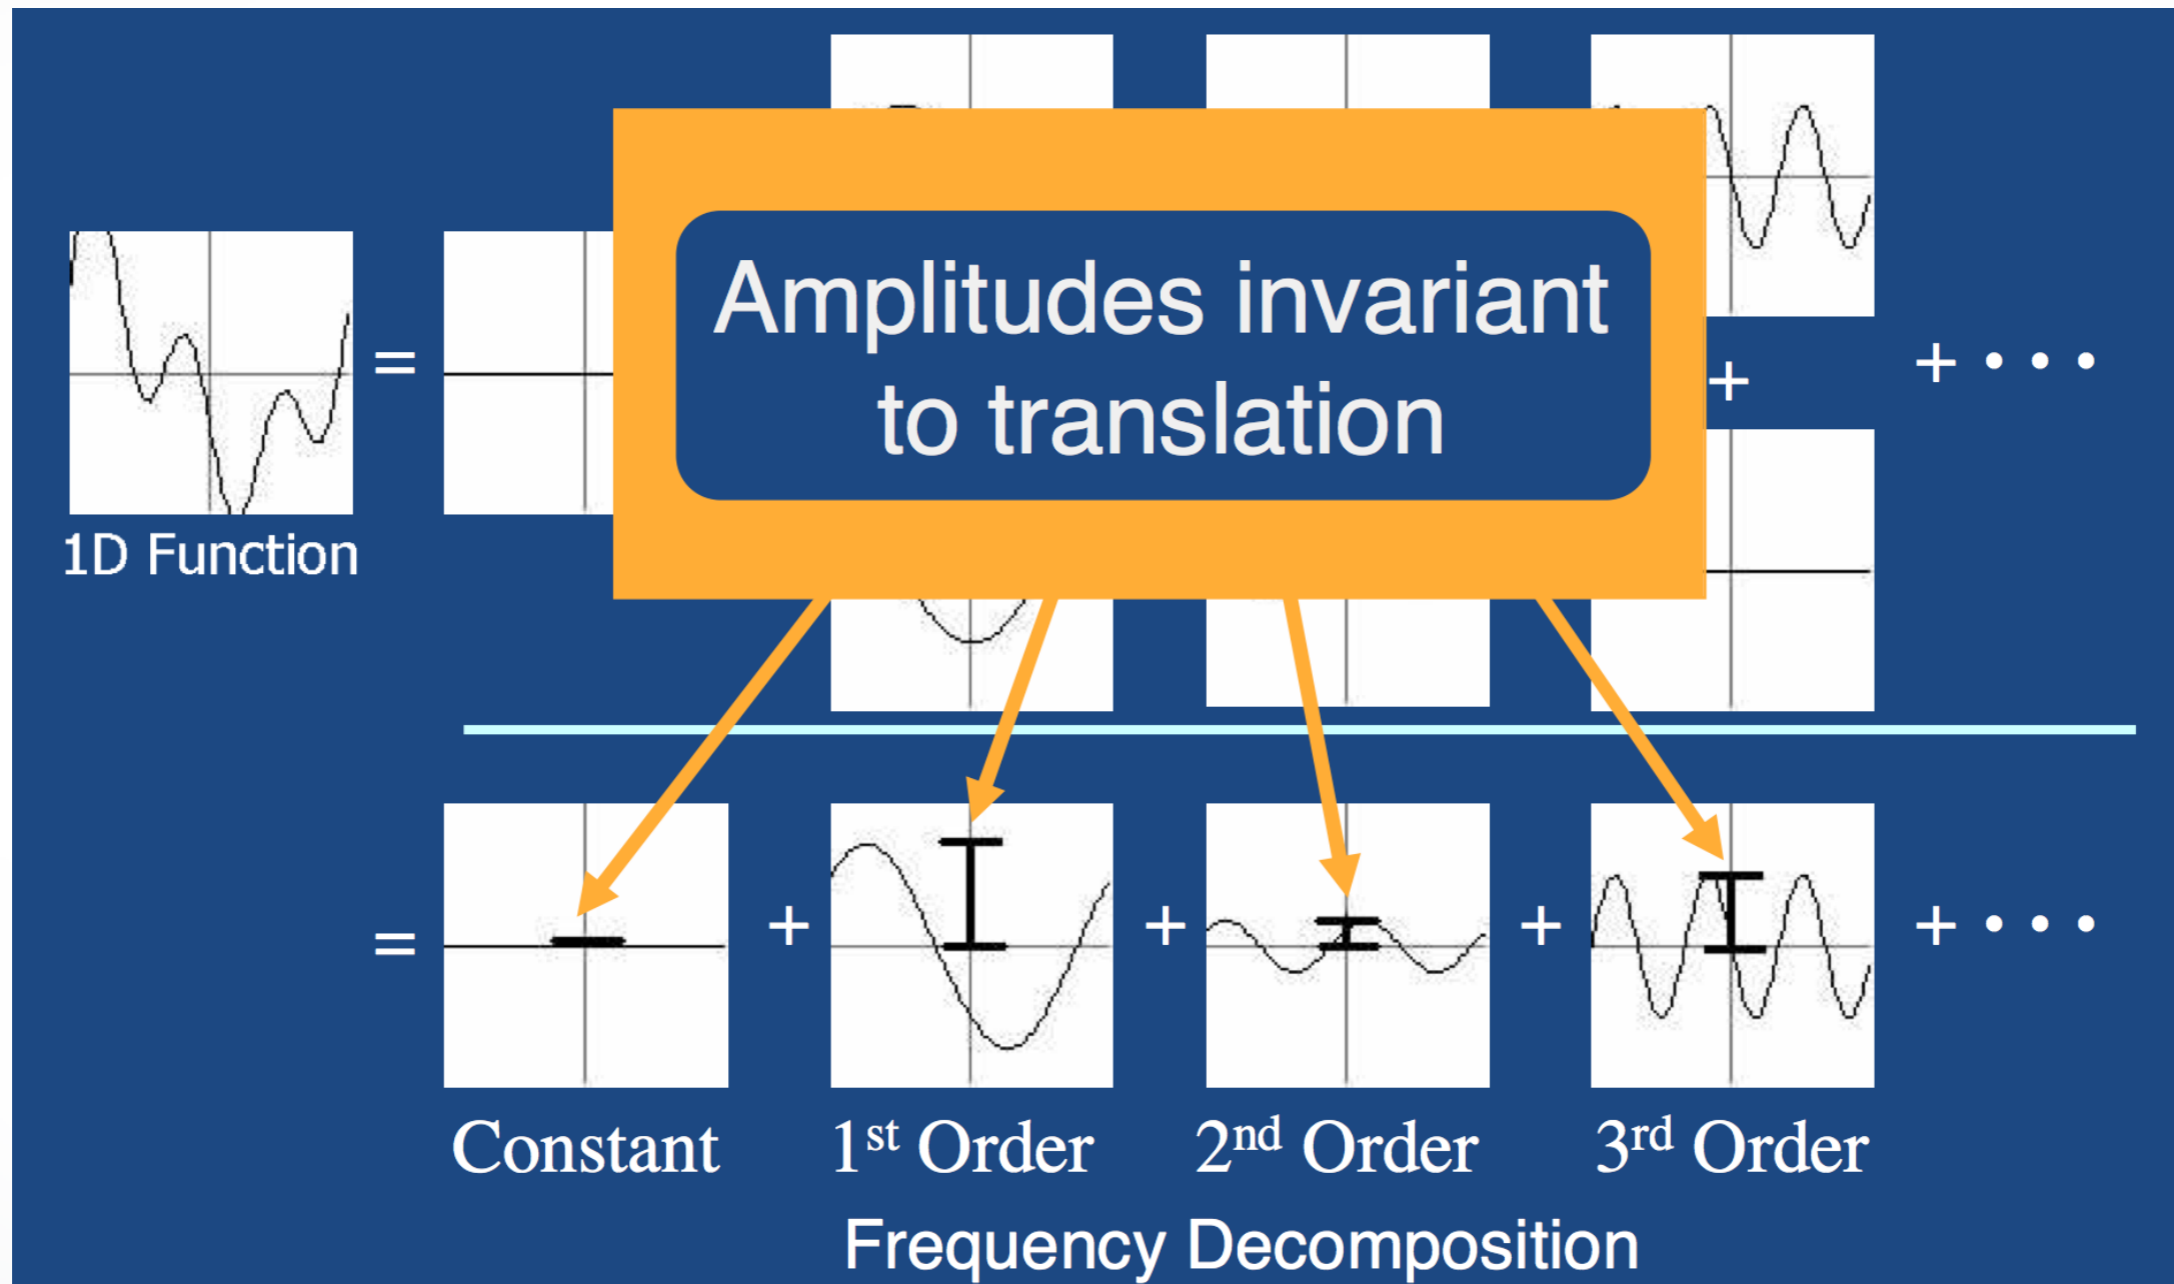 Amplitudes invariant
to translation
=
+
+ • • •
1D Function
=
+
+
+
+ • • •
Constant
1st Order
2nd Order
3rd Order
Frequency Decomposition